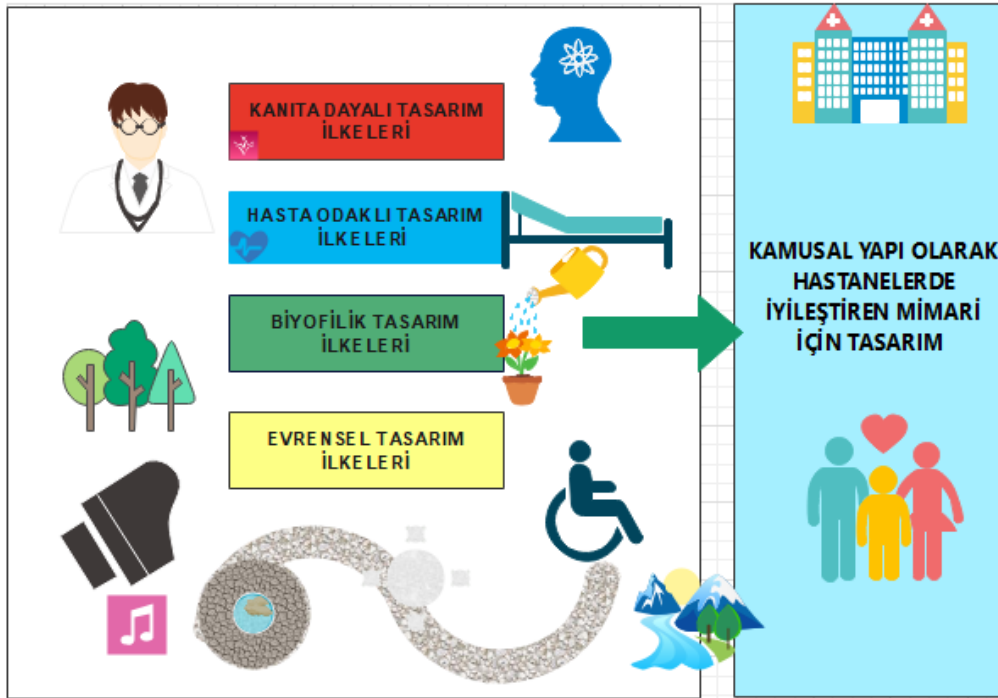 KANITA DAYALI TASARIM
İLKELERİ
HASTA ODAKLI TASARIM
İLKELERİ
BİYOFİLİK TASARIM
İLKELERİ
EVRENSEL TASARIM
İLKELERİ
KAMUSAL YAPI OLARAK
HASTANELERDE
İYİLEŞTİREN MİMARİ
İÇİN TASARIM